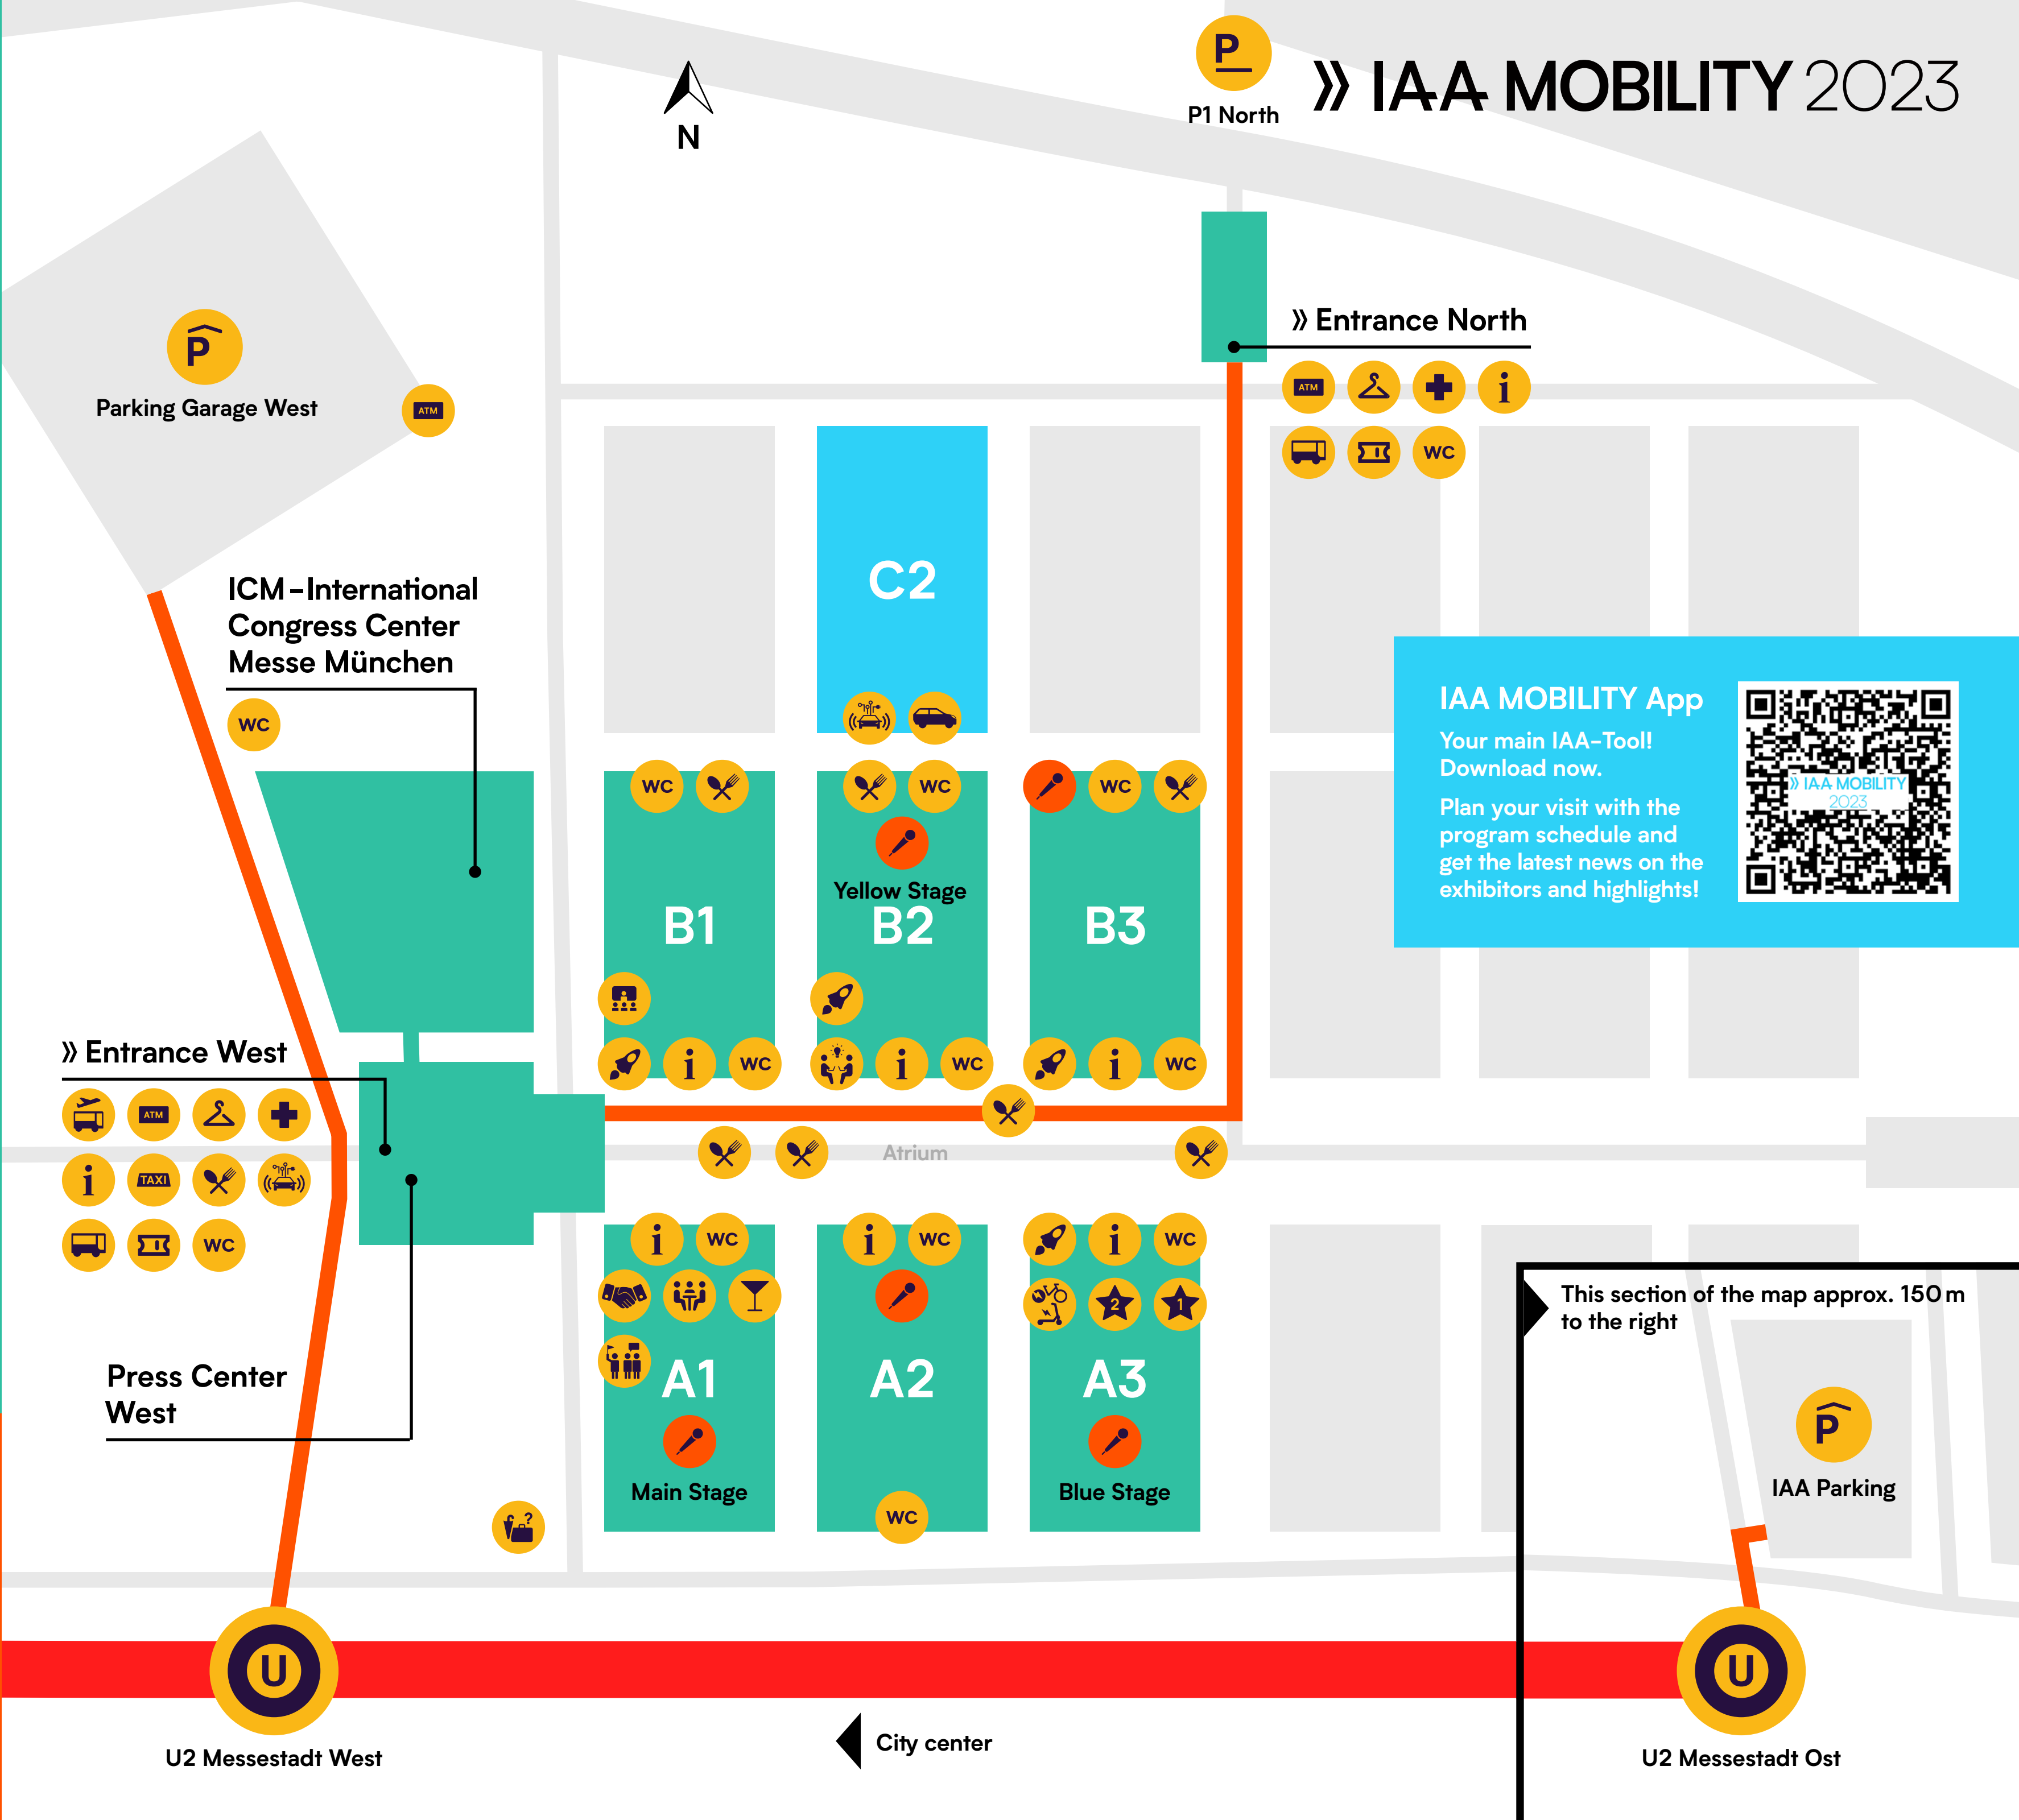 P
P1 North
» IAA MOBILITY 2023
N
» Entrance North
ATM
i
WC
P
Parking Garage West
ATM
ICM–International
Congress Center
Messe München
WC
C2
IAA MOBILITY App
Your main IAA-Tool!
Download now.
Plan your visit with the
program schedule and
get the latest news on the
exhibitors and highlights!
» IAA MOBILITY
2023
WC
WC
WC
Yellow Stage
B1
B2
B3
i
WC
i
WC
i
WC
» Entrance West
ATM
i
TAXI
WC
Atrium
i
WC
i
WC
i
WC
2
1
A1
A2
A3
Main Stage
Blue Stage
WC
Press Center
West
?
This section of the map approx. 150 m
to the right
P
IAA Parking
U
U2 Messestadt West
City center
U
U2 Messestadt Ost